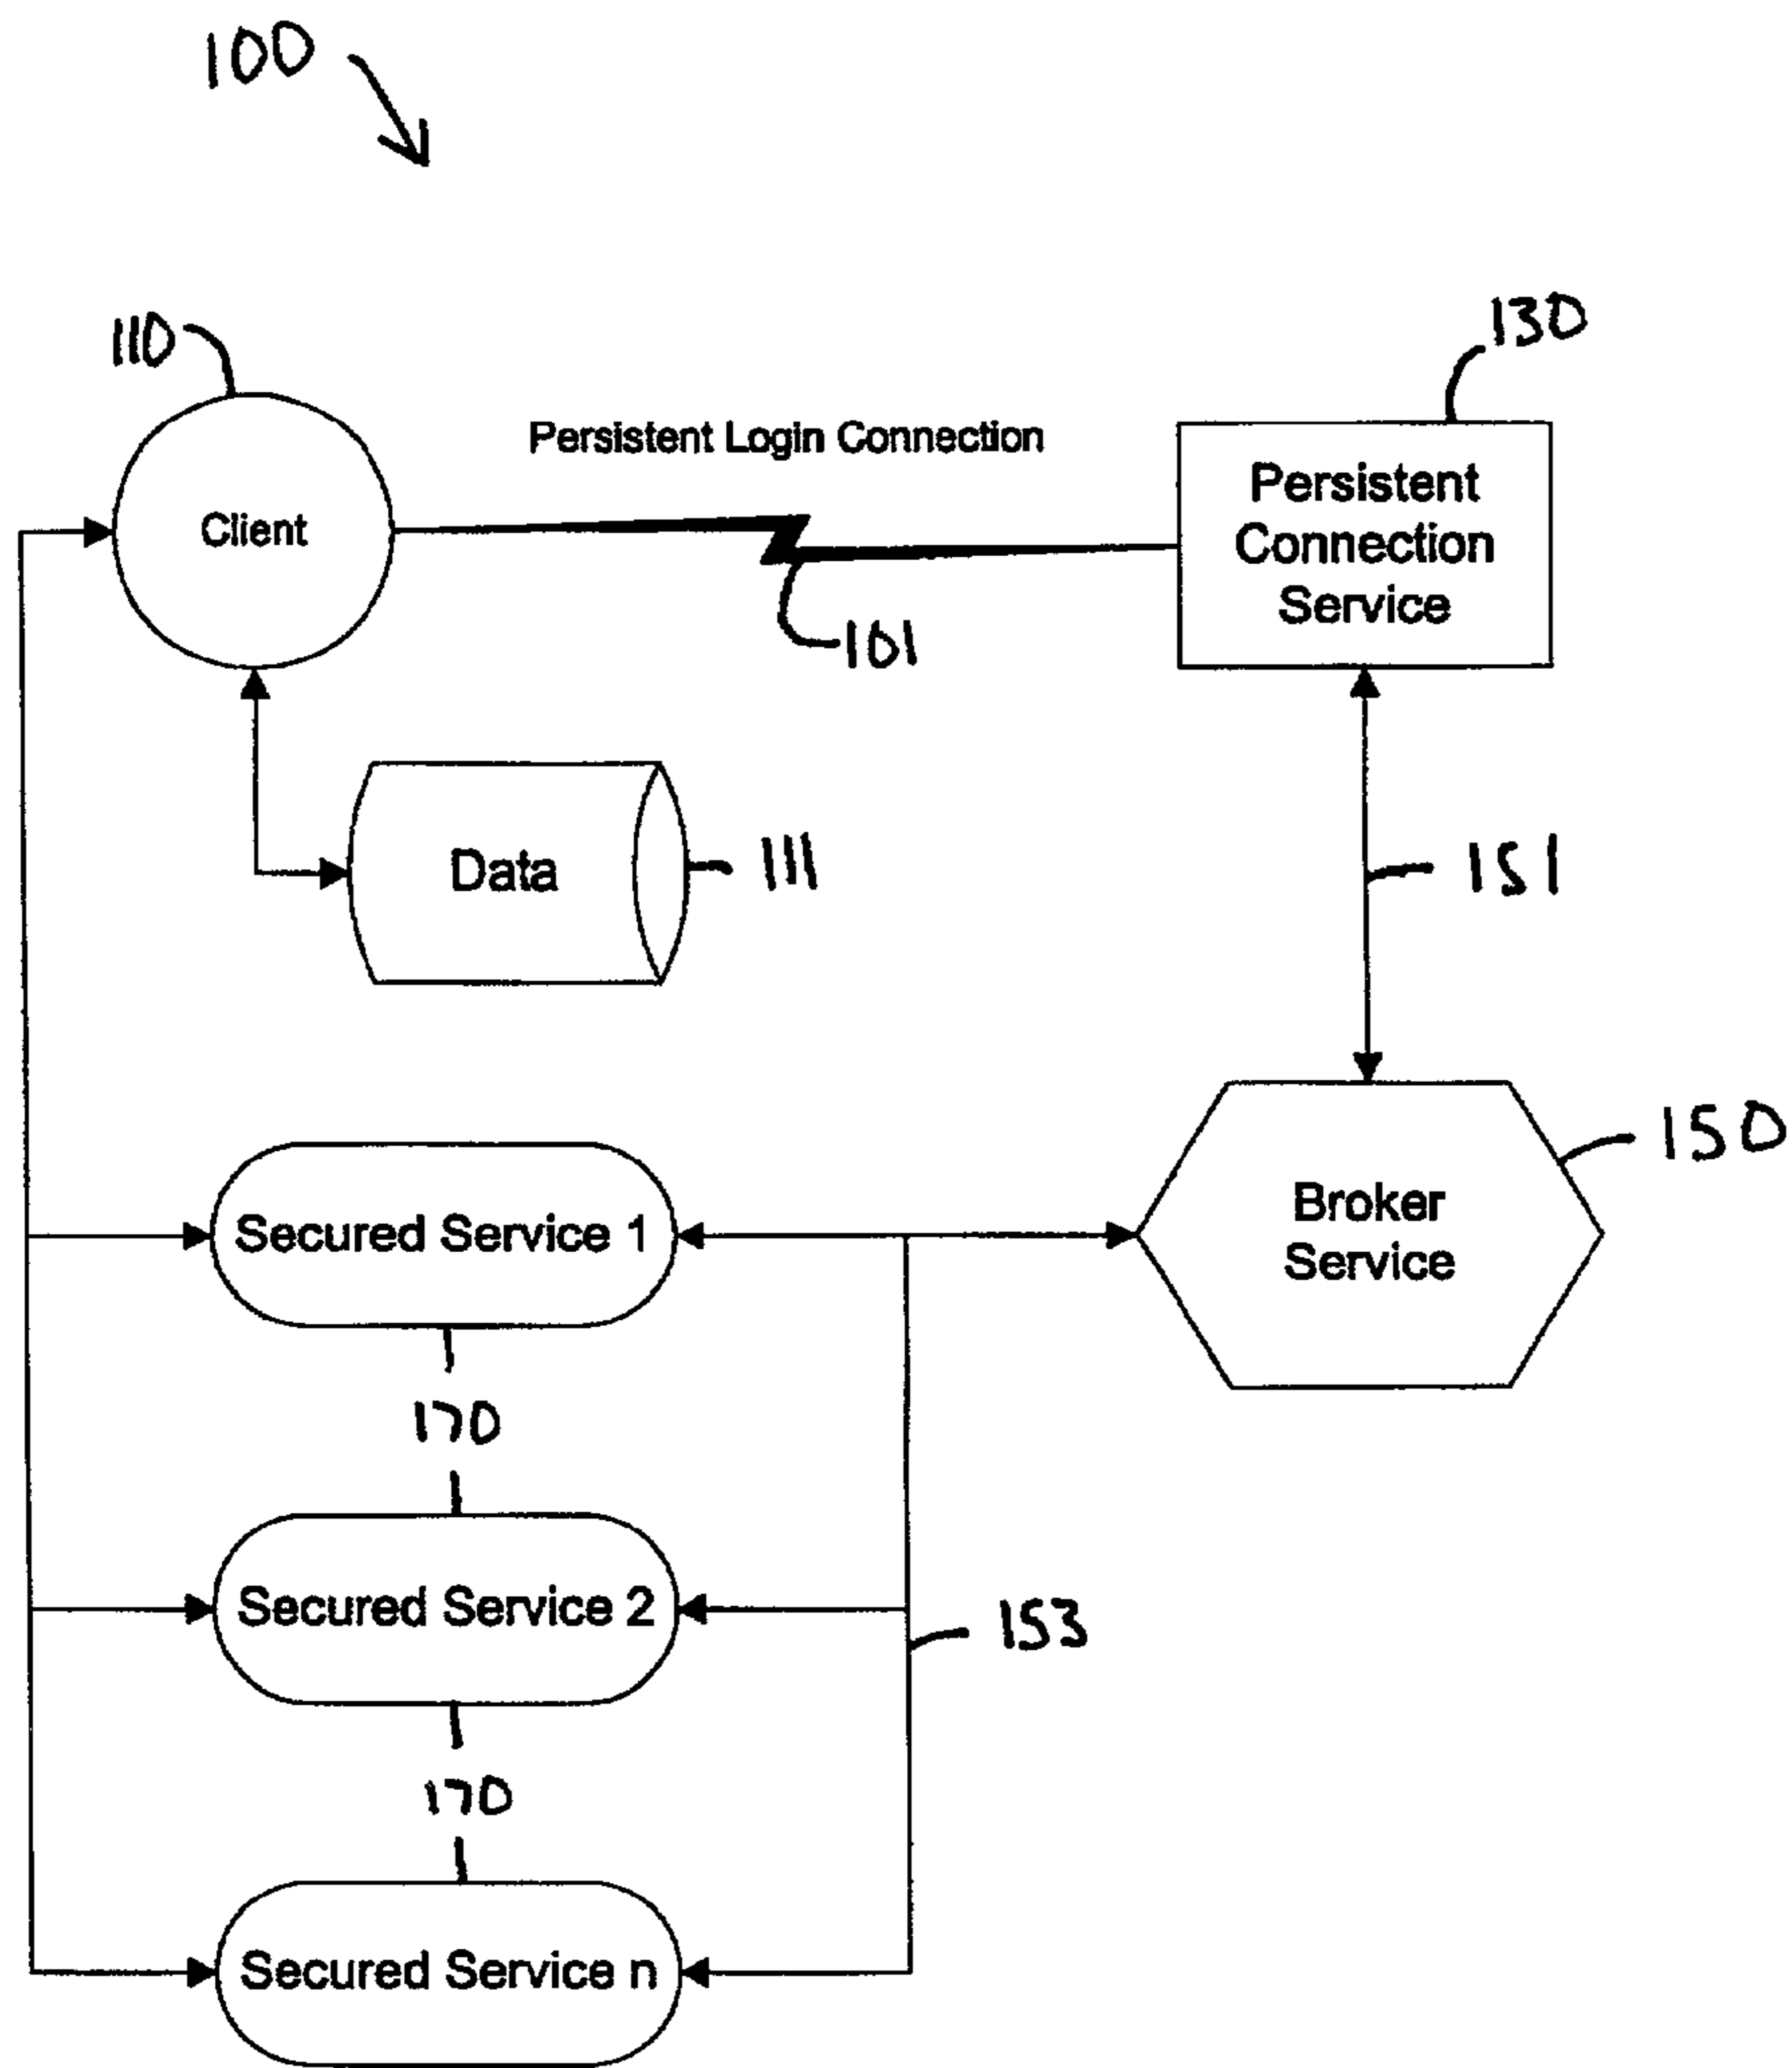 100
110
130
Persistent Login Connection
Client
Persistent
Connection
Service
101
Data
111
151
150
Broker
Service
Secured Service 1
170
Secured Service 2
153
170
Secured Service n